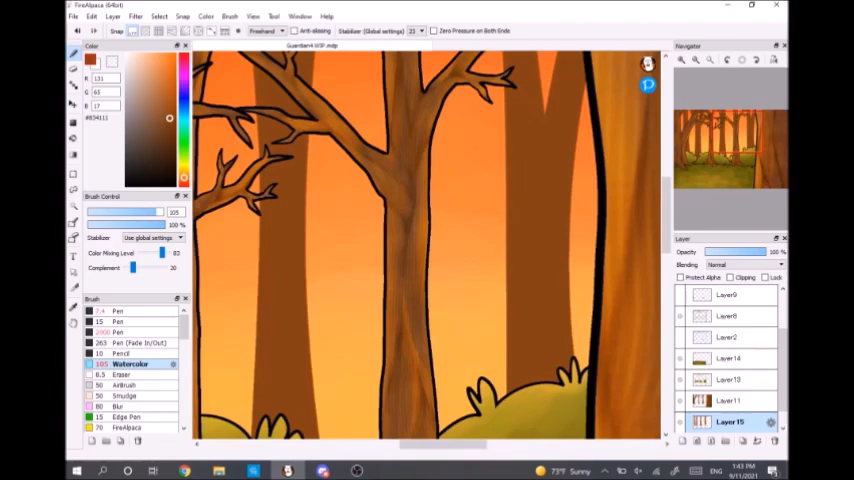 FireAlpaca (64bit)
File Edit Layer Filter Select Snap Color Brush View Tool Window Help
Snap Freehand Anti-aliasing Stabilizer (Global settings) 23 Zero Pressure on Both Ends
Guardian4 WIP.mdp
Color
R 131
G 65
B 17
#834111
Brush Control
105
100 %
Stabilizer Use global settings
Color Mixing Level 83
Complement 20
Brush
7.4 Pen
15 Pen
2000 Pen
263 Pen (Fade In/Out)
10 Pencil
105 Watercolor
8.5 Eraser
50 AirBrush
50 Smudge
50 Blur
15 Edge Pen
70 FireAlpaca
Navigator
Layer
Opacity 100 %
Blending Normal
Protect Alpha Clipping Lock
Layer9
Layer8
Layer2
Layer14
Layer13
Layer11
Layer15
73°F Sunny
ENG
1:43 PM
9/11/2021